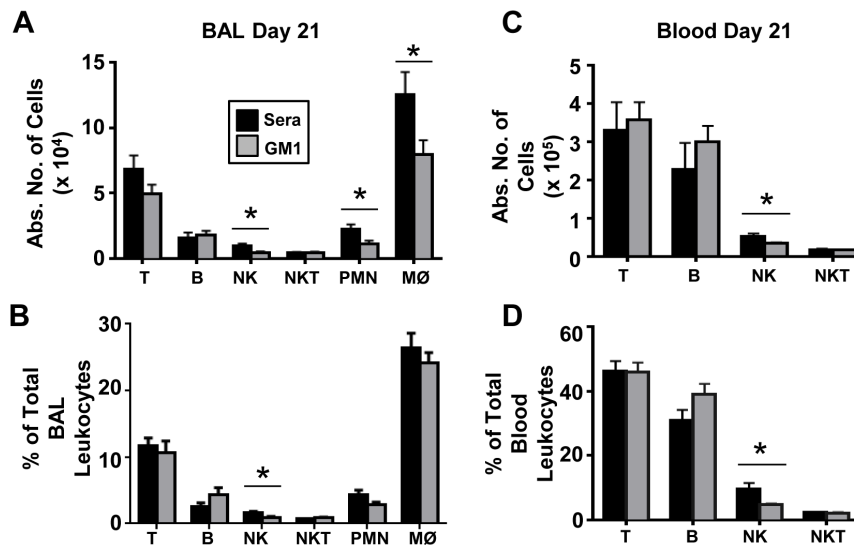 A
BAL Day 21
Abs. No. of Cells
(x 10⁴)
15
10
5
0
Sera
GM1
*
*
*
T B NK NKT PMN MØ
B
% of Total
BAL
Leukocytes
30
20
10
0
*
T B NK NKT PMN MØ
C
Blood Day 21
Abs. No. of
Cells
(x 10⁵)
5
4
3
2
1
0
*
T B NK NKT
D
% of Total
Blood
Leukocytes
60
40
20
0
*
T B NK NKT